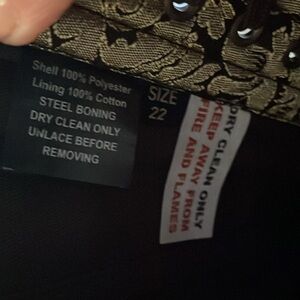 Shell 100% Polyester
Lining 100% Cotton
STEEL BONING
DRY CLEAN ONLY
UNLACE BEFORE
REMOVING
SIZE
22
DRY CLEAN ONLY
KEEP AWAY FROM
FIRE AND FLAMES